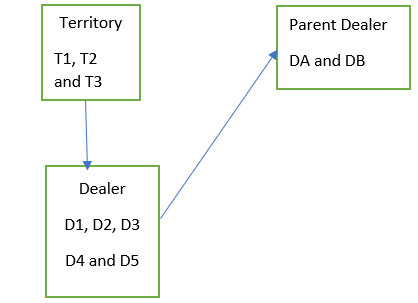 Territory
T1, T2
and T3
Parent Dealer
DA and DB
Dealer
D1, D2, D3
D4 and D5